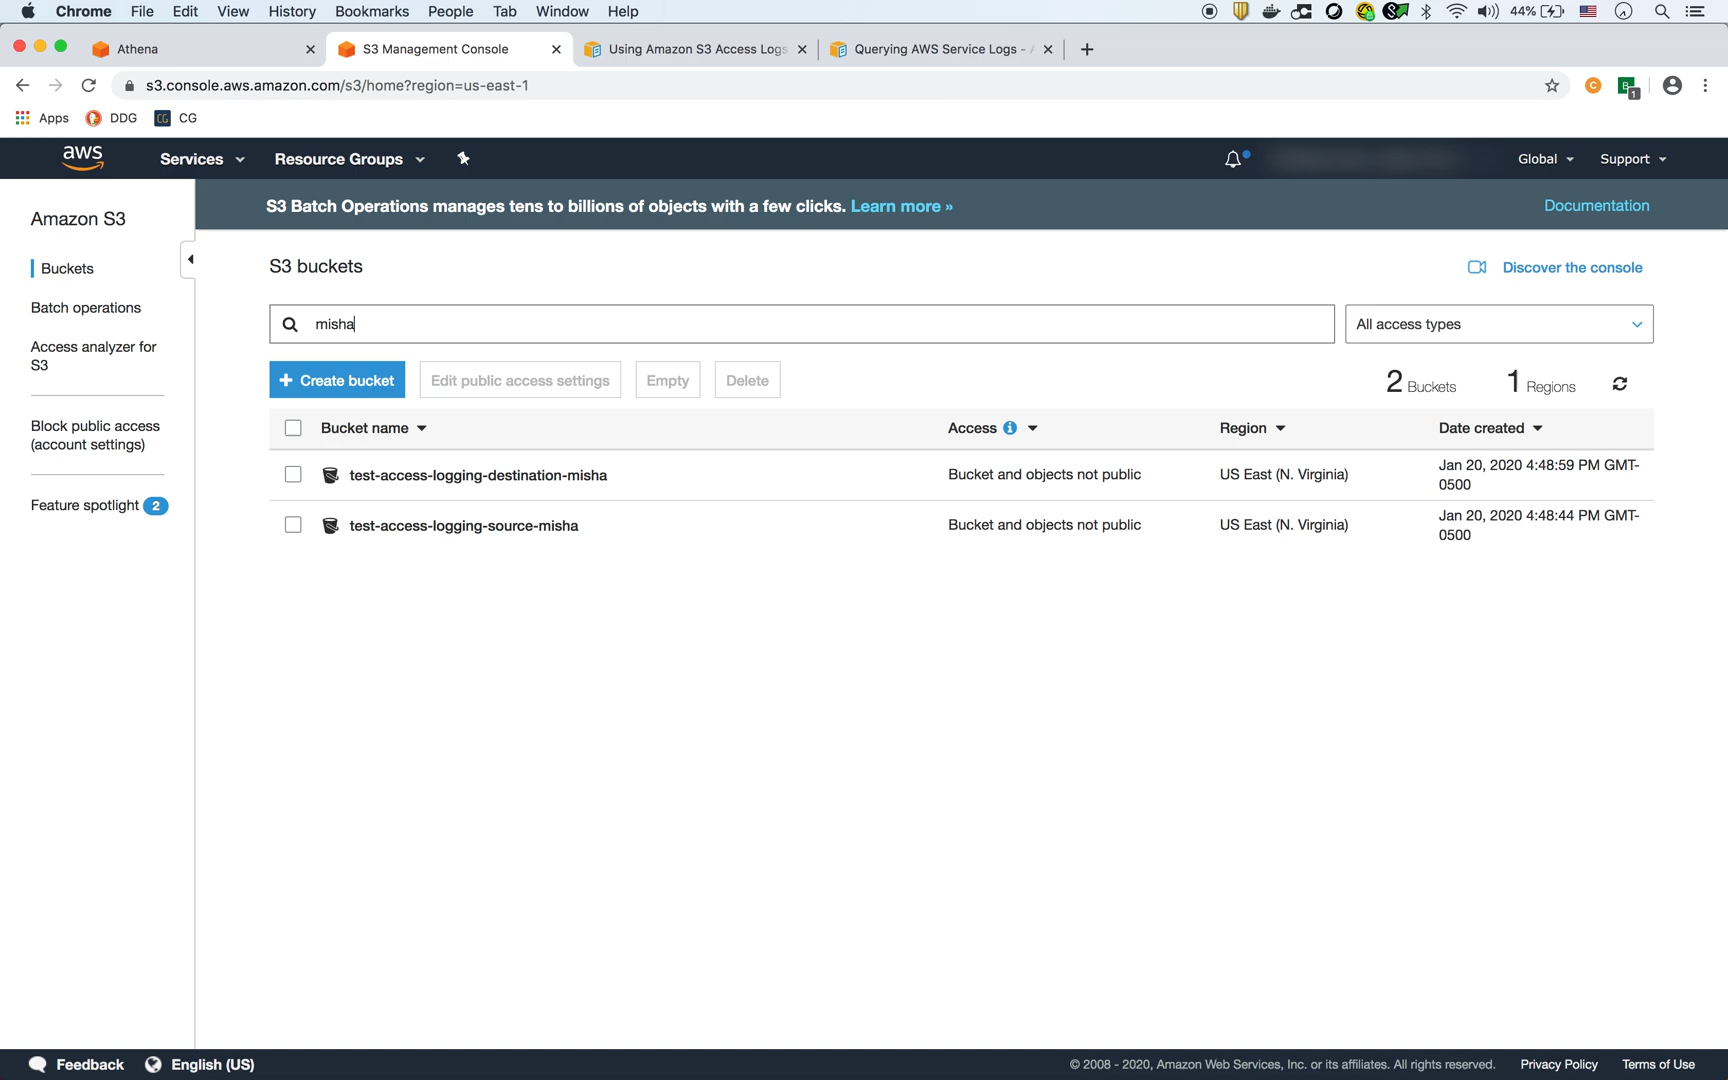 Chrome File Edit View History Bookmarks People Tab Window Help 44%
Athena
S3 Management Console
Using Amazon S3 Access Logs
Querying AWS Service Logs -
s3.console.aws.amazon.com/s3/home?region=us-east-1
C
B
1
Apps DDG CG CG
aws Services Resource Groups Global Support
S3 Batch Operations manages tens to billions of objects with a few clicks. Learn more » Documentation
Amazon S3
Buckets
Batch operations
Access analyzer for
S3
Block public access
(account settings)
Feature spotlight 2
S3 buckets Discover the console
misha
All access types
+ Create bucket Edit public access settings Empty Delete 2 Buckets 1 Regions
Bucket name Access Region Date created
test-access-logging-destination-misha Bucket and objects not public US East (N. Virginia) Jan 20, 2020 4:48:59 PM GMT-
0500
test-access-logging-source-misha Bucket and objects not public US East (N. Virginia) Jan 20, 2020 4:48:44 PM GMT-
0500
Feedback English (US) © 2008 - 2020, Amazon Web Services, Inc. or its affiliates. All rights reserved. Privacy Policy Terms of Use